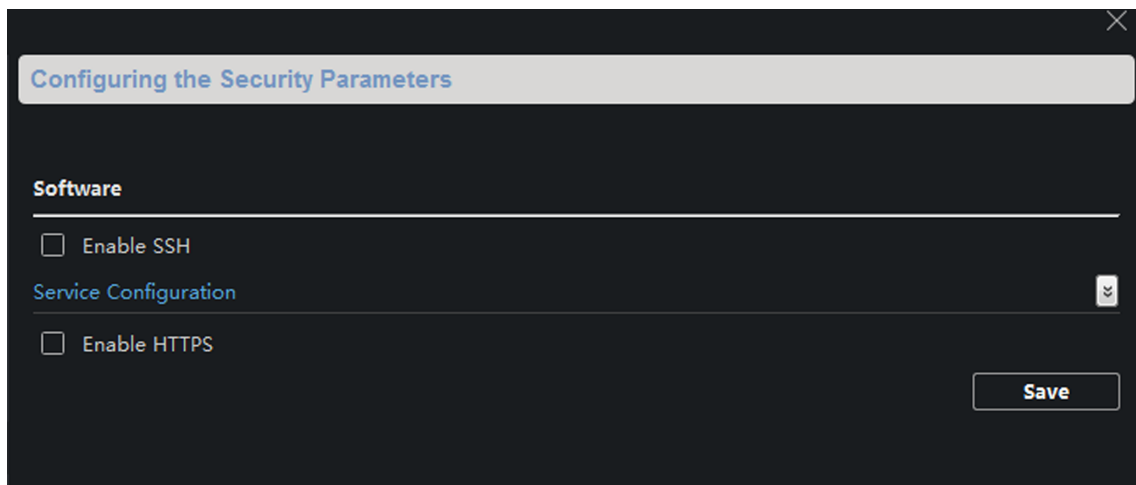 Configuring the Security Parameters
Software
Enable SSH
Service Configuration
Enable HTTPS
Save